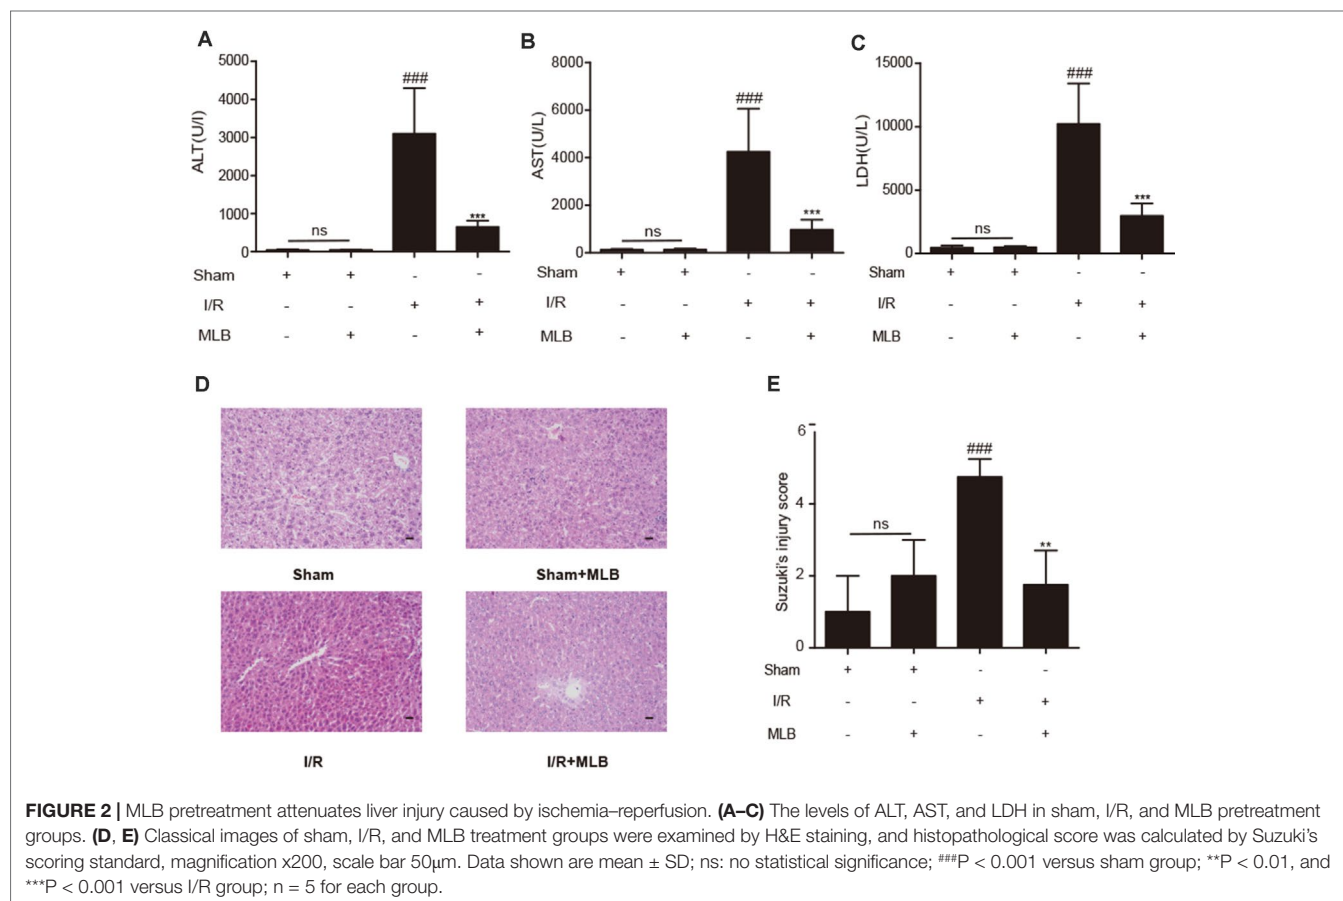 A
ALT(U/l)
5000
4000
3000
2000
1000
0
###
***
ns
Sham + + - -
I/R - - + +
MLB - + - +
B
AST(U/L)
8000
6000
4000
2000
0
###
***
ns
Sham + + - -
I/R - - + +
MLB - + - +
C
LDH(U/L)
15000
10000
5000
0
###
***
ns
Sham + + - -
I/R - - + +
MLB - + - +
D
Sham
Sham+MLB
I/R
I/R+MLB
E
Suzuki's injury score
6
4
2
0
###
**
ns
Sham + + - -
I/R - - + +
MLB - + - +
FIGURE 2 | MLB pretreatment attenuates liver injury caused by ischemia–reperfusion. (A–C) The levels of ALT, AST, and LDH in sham, I/R, and MLB pretreatment
groups. (D, E) Classical images of sham, I/R, and MLB treatment groups were examined by H&E staining, and histopathological score was calculated by Suzuki's
scoring standard, magnification x200, scale bar 50μm. Data shown are mean ± SD; ns: no statistical significance; ###P < 0.001 versus sham group; **P < 0.01, and
***P < 0.001 versus I/R group; n = 5 for each group.